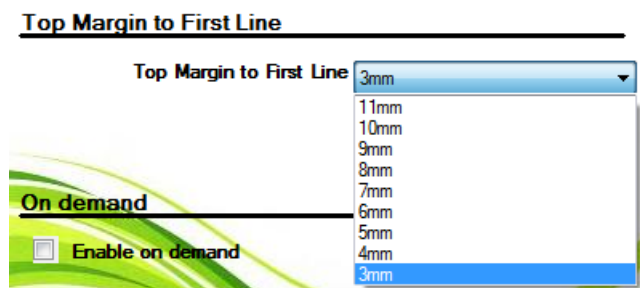 Top Margin to First Line
Top Margin to First Line 3mm
11mm
10mm
9mm
8mm
7mm
6mm
On demand
5mm
Enable on demand
4mm
3mm